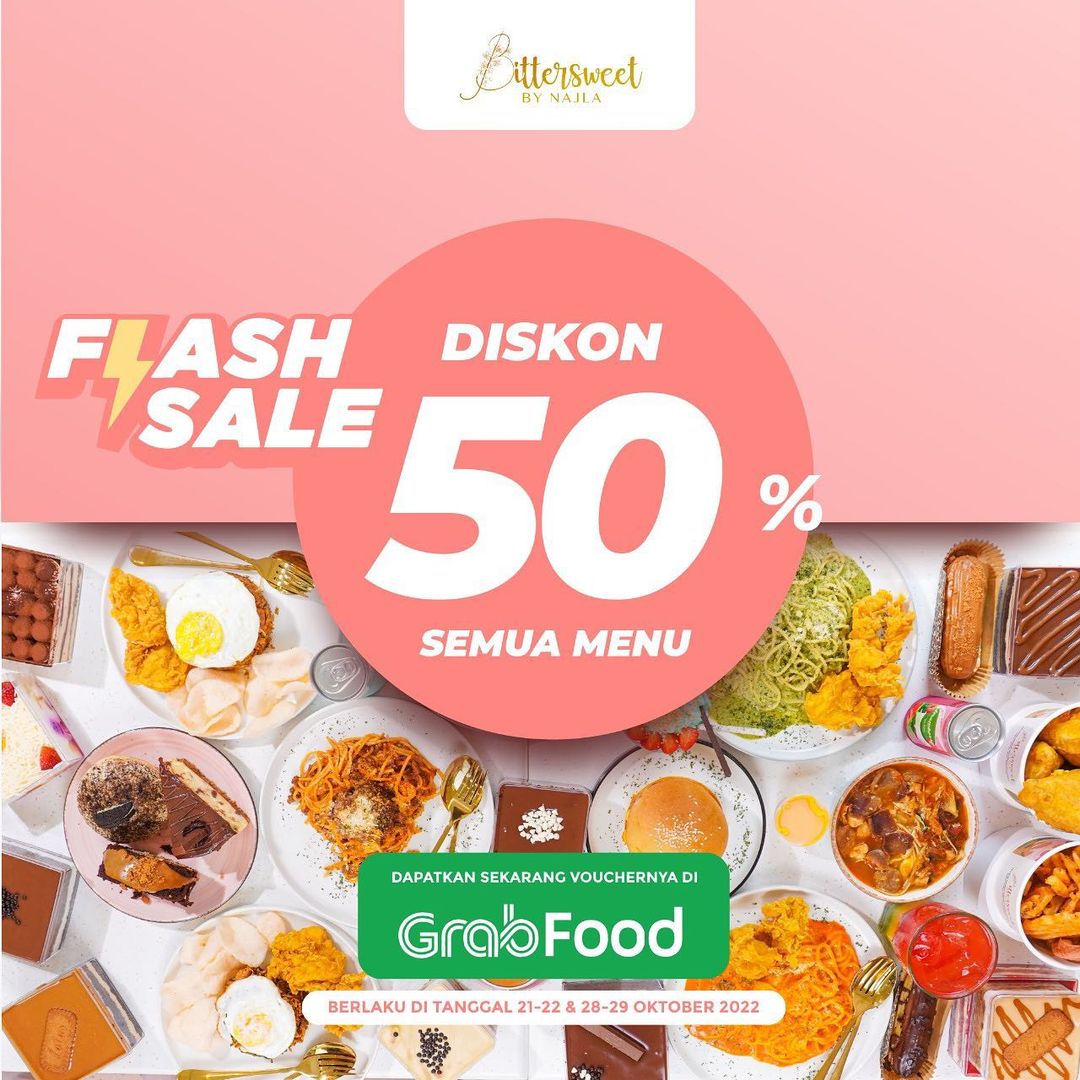 Bittersweet
BY NAJLA
FLASH
SALE
DISKON
50
%
SEMUA MENU
DAPATKAN SEKARANG VOUCHERNYA DI
GrabFood
BERLAKU DI TANGGAL 21-22 & 28-29 OKTOBER 2022